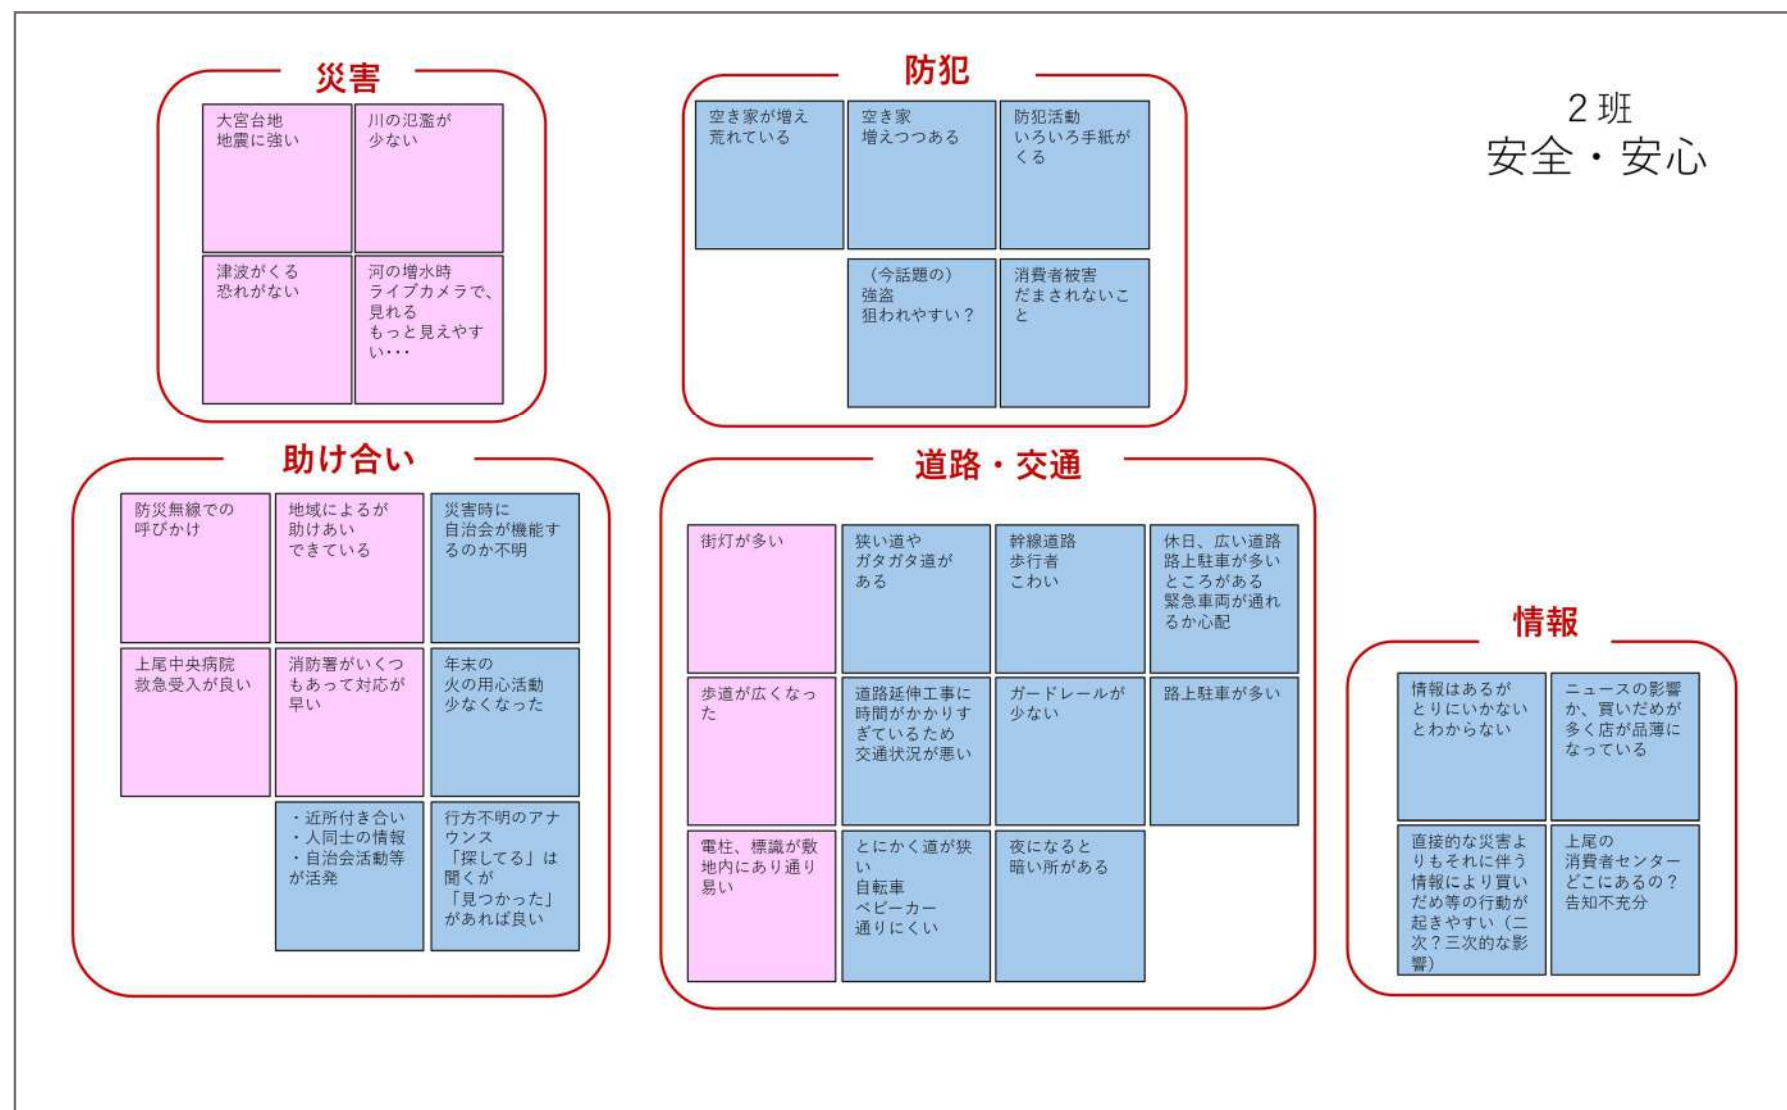 2班
安全・安心
災害
大宮台地
地震に強い
川の氾濫が
少ない
津波がくる
恐れがない
河の増水時
ライブカメラで、
見れる
もっと見えやす
い・・・
防犯
空き家が増え
荒れている
空き家
増えつつある
防犯活動
いろいろ手紙が
くる
（今話題の）
強盗
狙われやすい？
消費者被害
だまされないこ
と
助け合い
防災無線での
呼びかけ
地域によるが
助けあい
できている
災害時に
自治会が機能す
るのか不明
上尾中央病院
救急受入が良い
消防署がいくつ
もあって対応が
早い
年末の
火の用心活動
少なくなった
・近所付き合い
・人同士の情報
・自治会活動等
が活発
行方不明のアナ
ウンス
「探してる」は
聞くが
「見つかった」
があれば良い
道路・交通
街灯が多い
狭い道や
ガタガタ道が
ある
幹線道路
歩行者
こわい
休日、広い道路
路上駐車が多い
ところがある
緊急車両が通れ
るか心配
歩道が広くなっ
た
道路延伸工事に
時間がかかりす
ぎているため
交通状況が悪い
ガードレールが
少ない
路上駐車が多い
電柱、標識が敷
地内にあり通り
易い
とにかく道が狭
い
自転車
ベビーカー
通りにくい
夜になると
暗い所がある
情報
情報はあるが
とりにいかない
とわからない
ニュースの影響
か、買いだめが
多く店が品薄に
なっている
直接的な災害よ
りもそれに伴う
情報により買い
だめ等の行動が
起きやすい（二
次？三次的な影
響）
上尾の
消費者センター
どこにあるの？
告知不充分